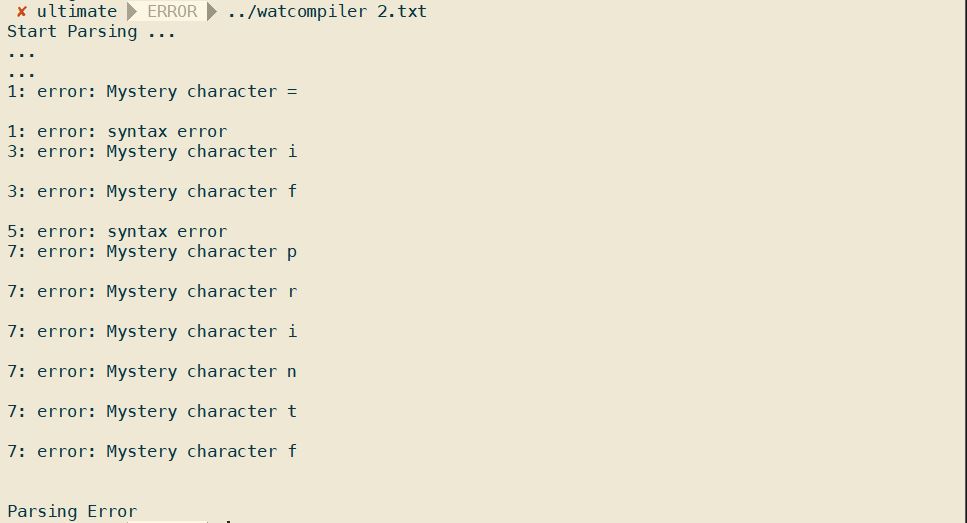 ✘ ultimate ERROR ../watcompiler 2.txt
Start Parsing ...
...
...
1: error: Mystery character =
1: error: syntax error
3: error: Mystery character i
3: error: Mystery character f
5: error: syntax error
7: error: Mystery character p
7: error: Mystery character r
7: error: Mystery character i
7: error: Mystery character n
7: error: Mystery character t
7: error: Mystery character f
Parsing Error